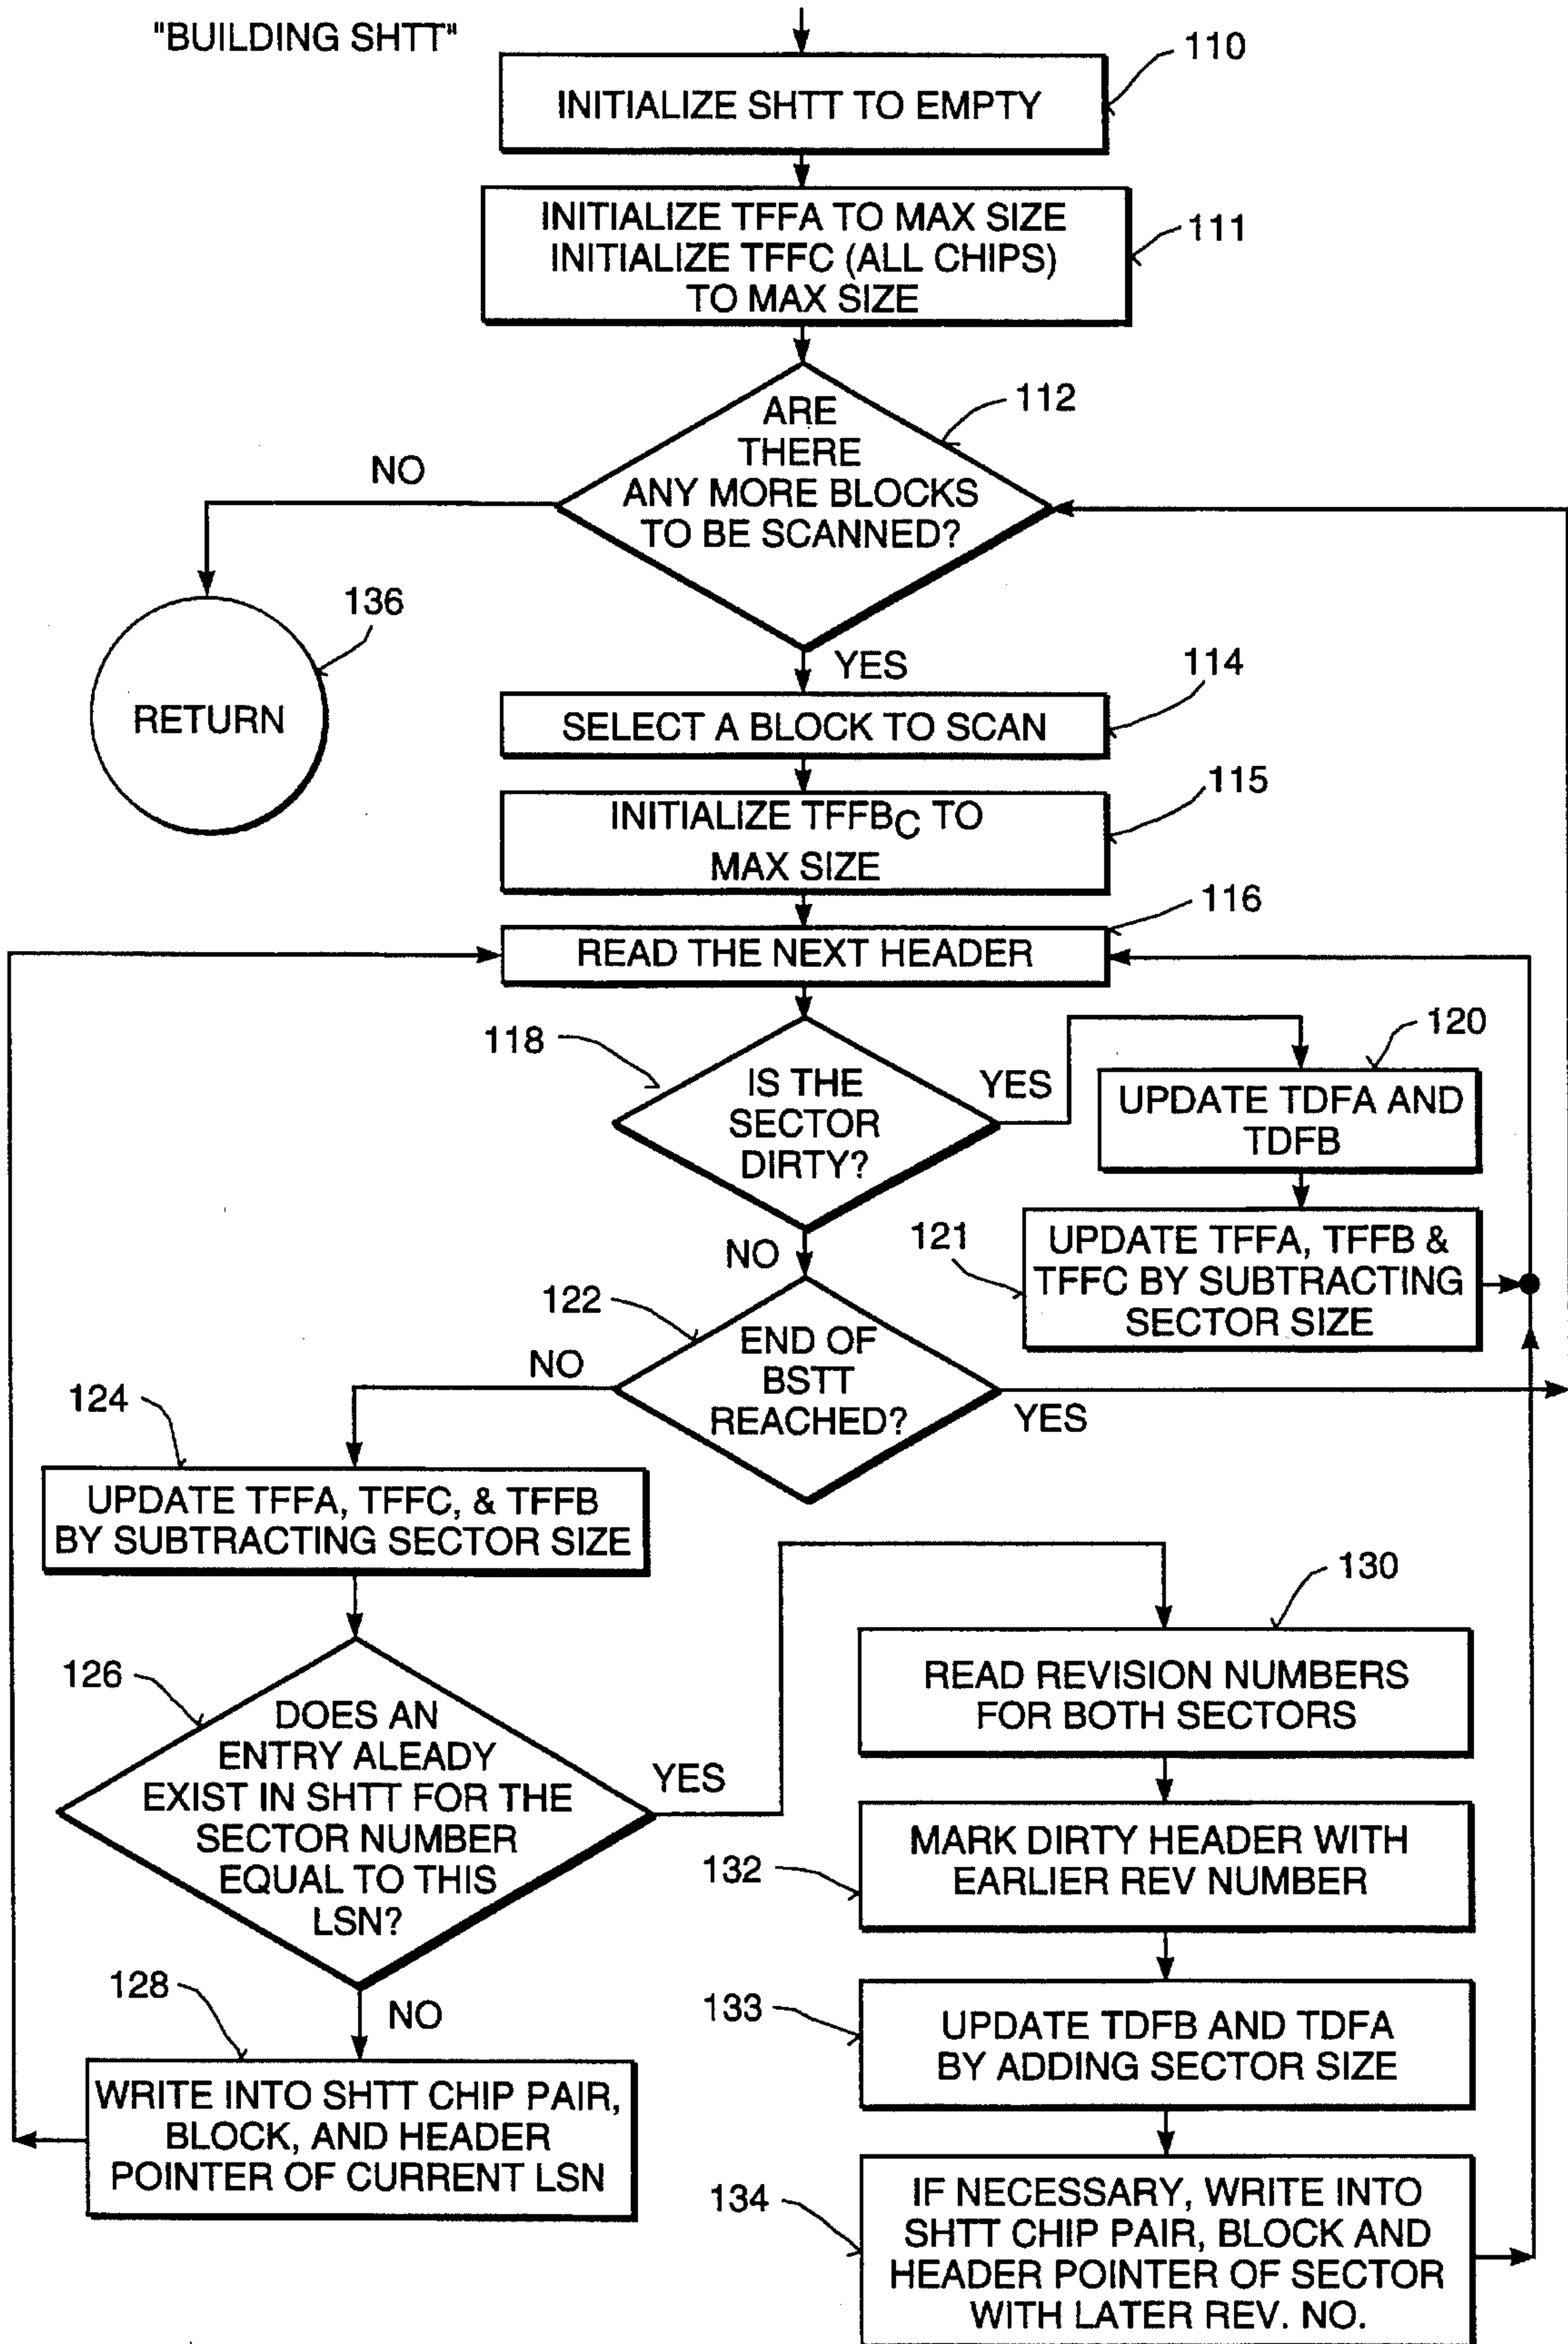 "BUILDING SHTT"
110
INITIALIZE SHTT TO EMPTY
INITIALIZE TFFA TO MAX SIZE
INITIALIZE TFFC (ALL CHIPS)
TO MAX SIZE
111
112
ARE
THERE
ANY MORE BLOCKS
TO BE SCANNED?
NO
136
RETURN
YES
114
SELECT A BLOCK TO SCAN
115
INITIALIZE TFFBC TO
MAX SIZE
116
READ THE NEXT HEADER
118
IS THE
SECTOR
DIRTY?
YES
120
UPDATE TDFA AND
TDFB
NO
121
UPDATE TFFA, TFFB &
TFFC BY SUBTRACTING
SECTOR SIZE
122
END OF
BSTT
REACHED?
NO
YES
124
UPDATE TFFA, TFFC, & TFFB
BY SUBTRACTING SECTOR SIZE
126
DOES AN
ENTRY ALEADY
EXIST IN SHTT FOR THE
SECTOR NUMBER
EQUAL TO THIS
LSN?
YES
130
READ REVISION NUMBERS
FOR BOTH SECTORS
132
MARK DIRTY HEADER WITH
EARLIER REV NUMBER
128
NO
WRITE INTO SHTT CHIP PAIR,
BLOCK, AND HEADER
POINTER OF CURRENT LSN
133
UPDATE TDFB AND TDFA
BY ADDING SECTOR SIZE
134
IF NECESSARY, WRITE INTO
SHTT CHIP PAIR, BLOCK AND
HEADER POINTER OF SECTOR
WITH LATER REV. NO.